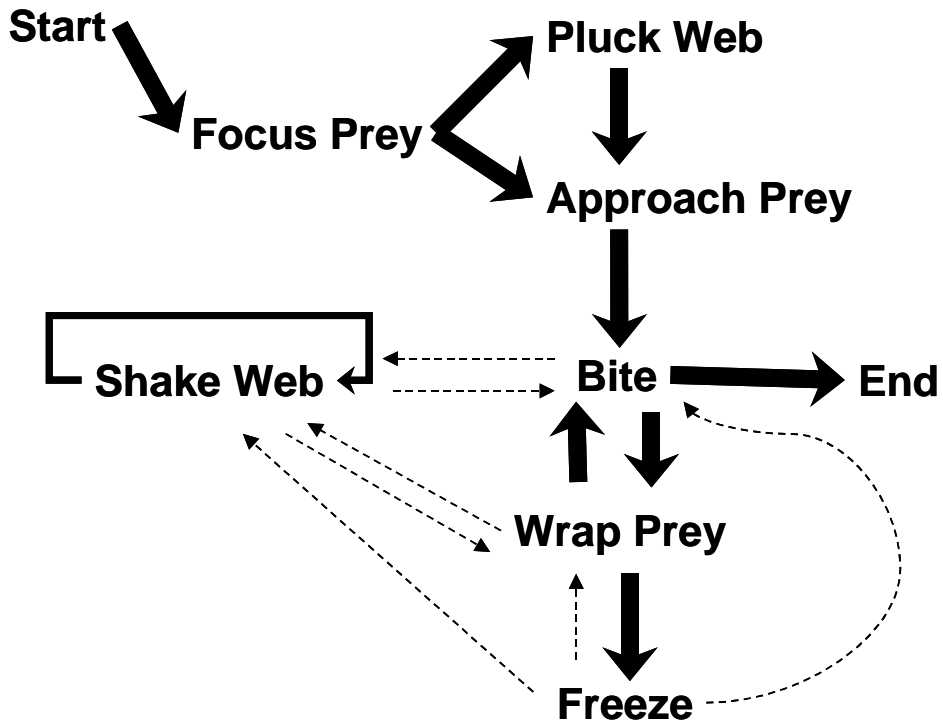 Start
Pluck Web
Focus Prey
Approach Prey
Shake Web
Bite
End
Wrap Prey
Freeze